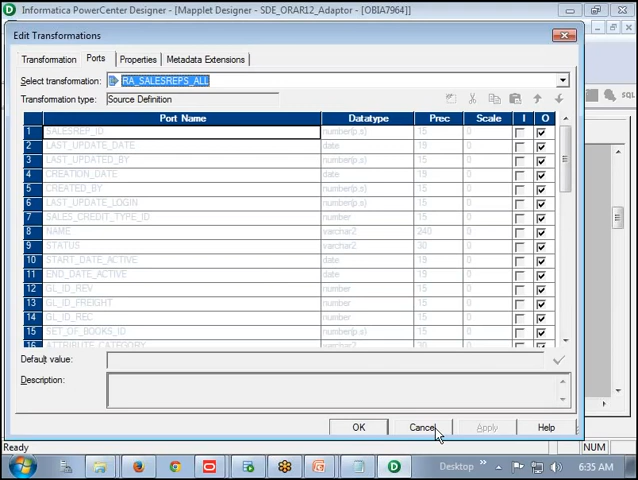 Informatica PowerCenter Designer - [Mapplet Designer - SDE_ORAR12_Adaptor - [OBIA7964]]
Edit Transformations
Transformation Ports Properties Metadata Extensions
Select transformation: RA_SALESREPS_ALL
Transformation type: Source Definition
Port Name Datatype Prec Scale I O
1 SALESREP_ID number(p,s) 15 0
2 LAST_UPDATE_DATE date 19 0
3 LAST_UPDATED_BY number(p,s) 15 0
4 CREATION_DATE date 19 0
5 CREATED_BY number(p,s) 15 0
6 LAST_UPDATE_LOGIN number(p,s) 15 0
7 SALES_CREDIT_TYPE_ID number 15 0
8 NAME varchar2 240 0
9 STATUS varchar2 30 0
10 START_DATE_ACTIVE date 19 0
11 END_DATE_ACTIVE date 19 0
12 GL_ID_REV number 15 0
13 GL_ID_FREIGHT number 15 0
14 GL_ID_REC number 15 0
15 SET_OF_BOOKS_ID number(p,s) 15 0
16 ATTRIBUTE_CATEGORY varchar2 30 0
Default value:
Description:
OK Cancel Apply Help
SQL
Ready NUM
Desktop » 6:35 AM